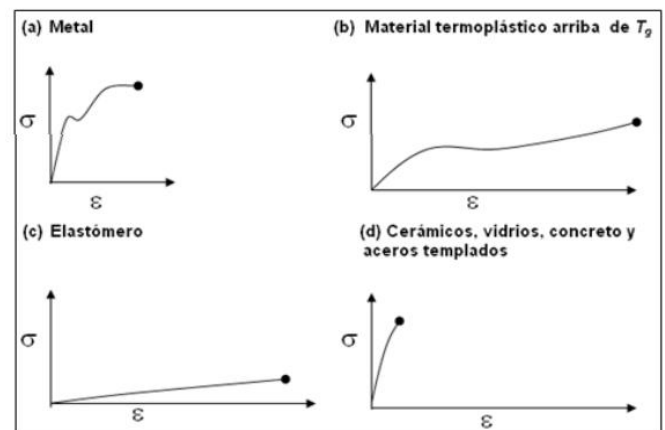 (a) Metal
(b) Material termoplástico arriba de Tg
σ
ε
σ
ε
(c) Elastómero
(d) Cerámicos, vidrios, concreto y
aceros templados
σ
ε
σ
ε